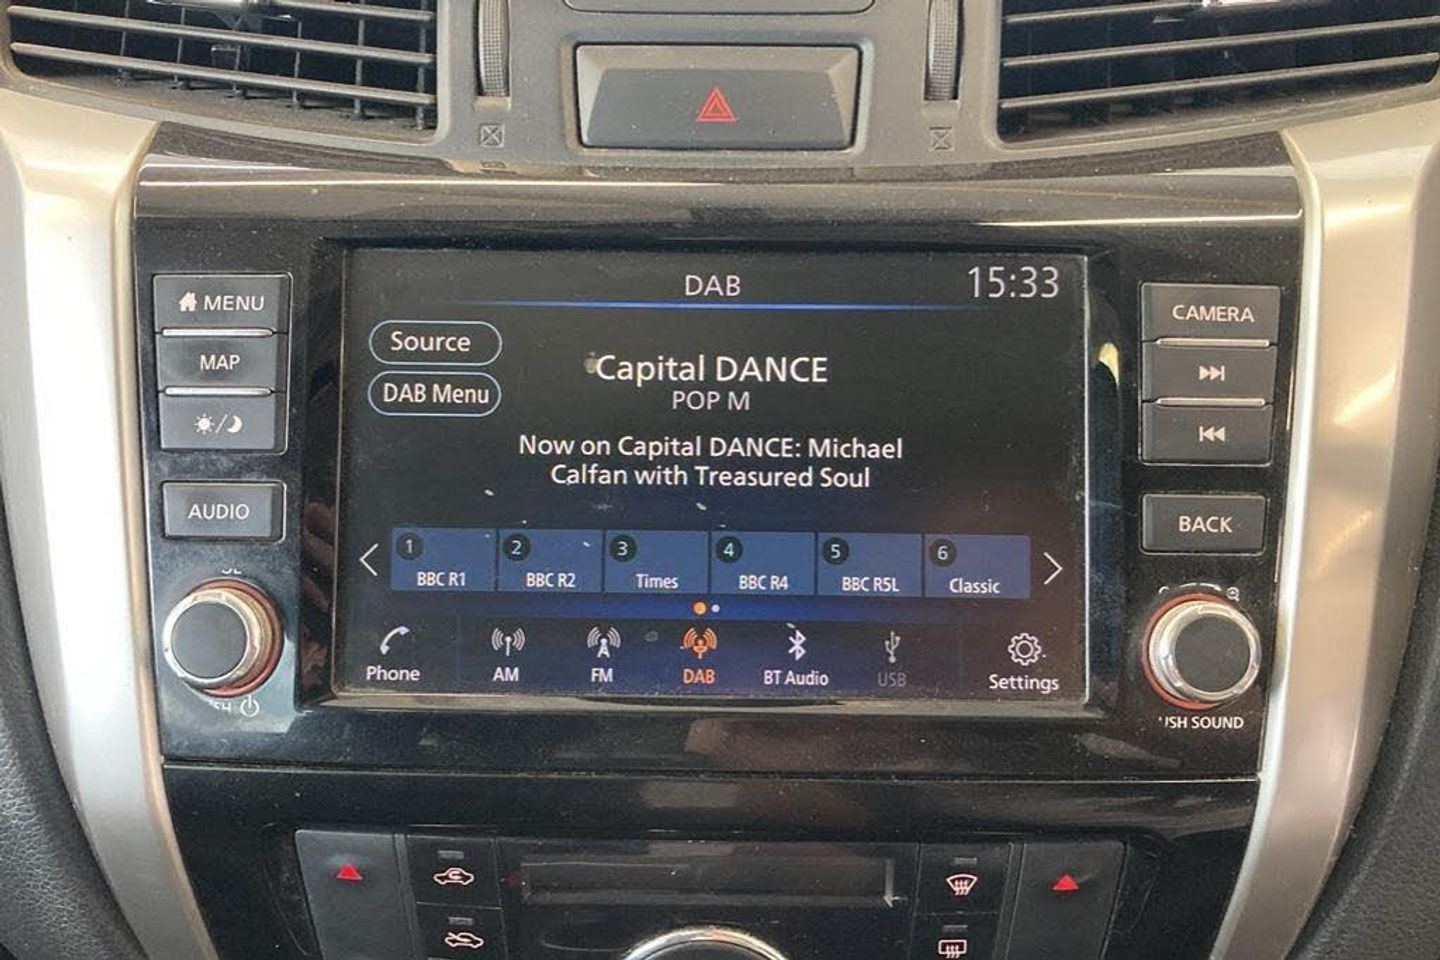 DAB
15:33
MENU
MAP
AUDIO
Source
DAB Menu
Capital DANCE
POP M
Now on Capital DANCE: Michael
Calfan with Treasured Soul
1 2 3 4 5 6
BBC R1 BBC R2 Times BBC R4 BBC R5L Classic
Phone AM FM DAB BT Audio USB Settings
CAMERA
BACK
SOUND